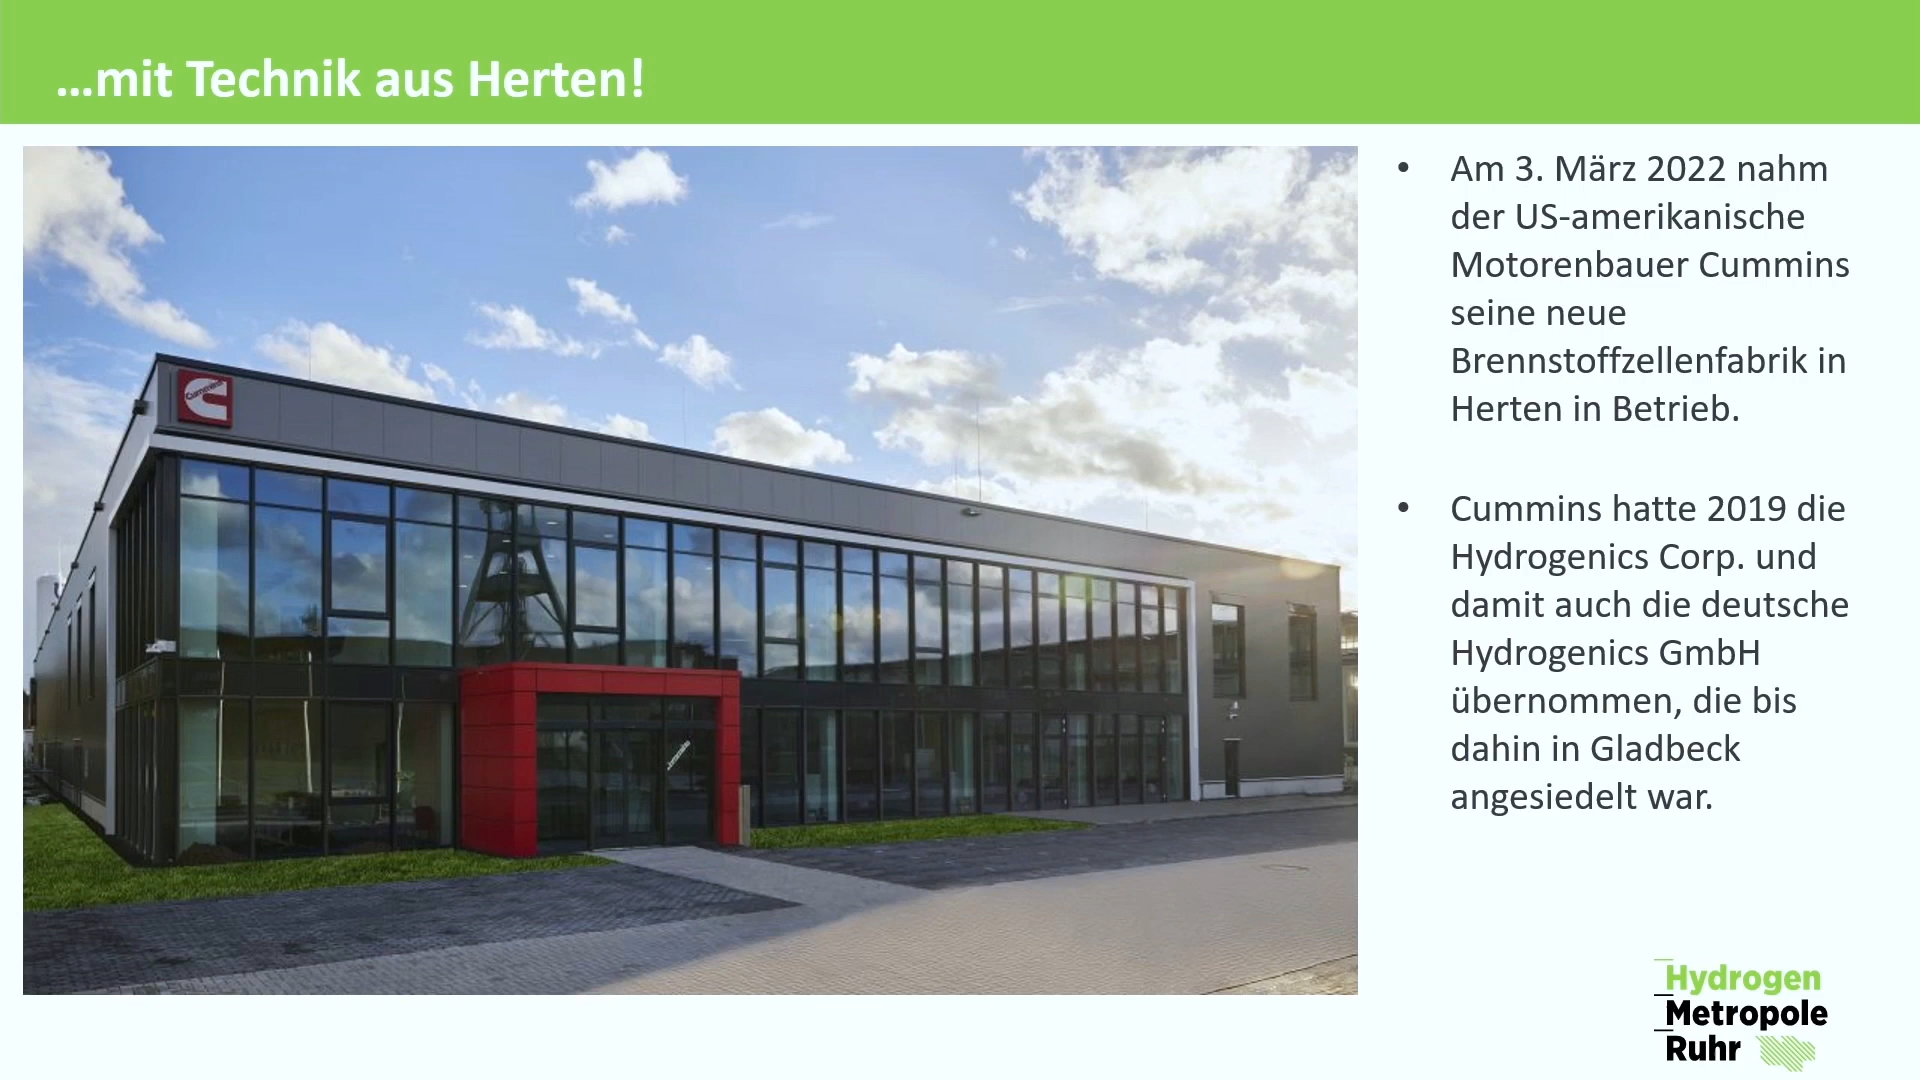 ...mit Technik aus Herten!
• Am 3. März 2022 nahm
der US-amerikanische
Motorenbauer Cummins
seine neue
Brennstoffzellenfabrik in
Herten in Betrieb.
• Cummins hatte 2019 die
Hydrogenics Corp. und
damit auch die deutsche
Hydrogenics GmbH
übernommen, die bis
dahin in Gladbeck
angesiedelt war.
Cummins
Cummins
Hydrogen
Metropole
Ruhr